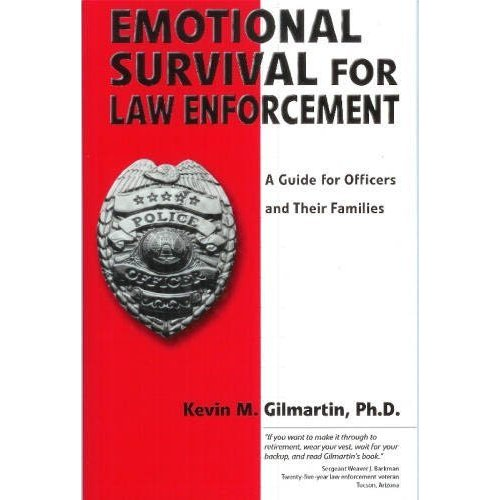 EMOTIONAL
SURVIVAL FOR
LAW ENFORCEMENT
A Guide for Officers
and Their Families
POLICE
OFFICER
Kevin M. Gilmartin, Ph.D.
"If you want to make it through to
retirement, wear your vest, wait for your
backup, and read Gilmartin's book."
Sergeant Weaver J. Barkman
Twenty-five-year law enforcement veteran
Tucson, Arizona